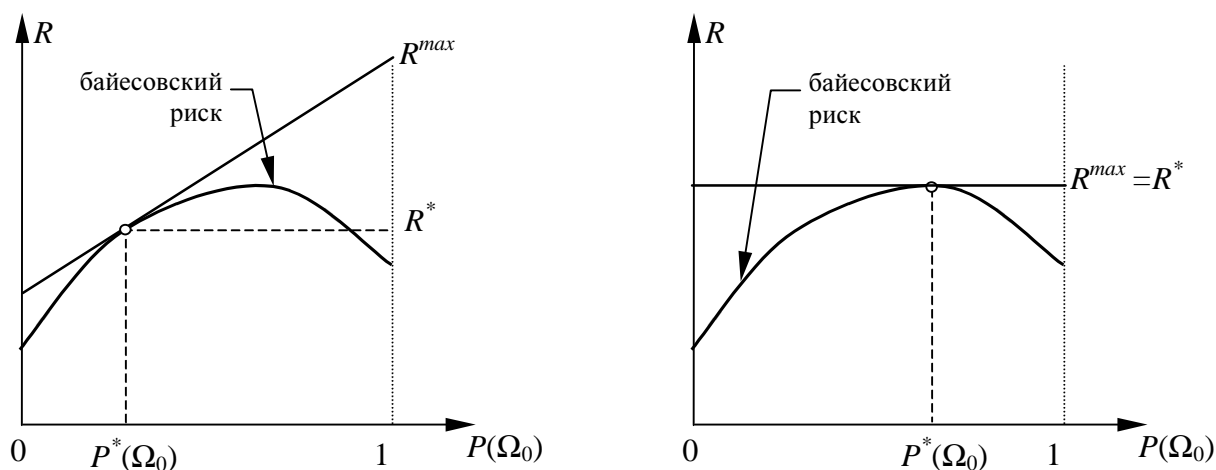 R
R^max
байесовский
риск
R^*
0
P^*(Ω₀)
1
P(Ω₀)
R
байесовский
риск
R^max =R^*
0
P^*(Ω₀)
1
P(Ω₀)